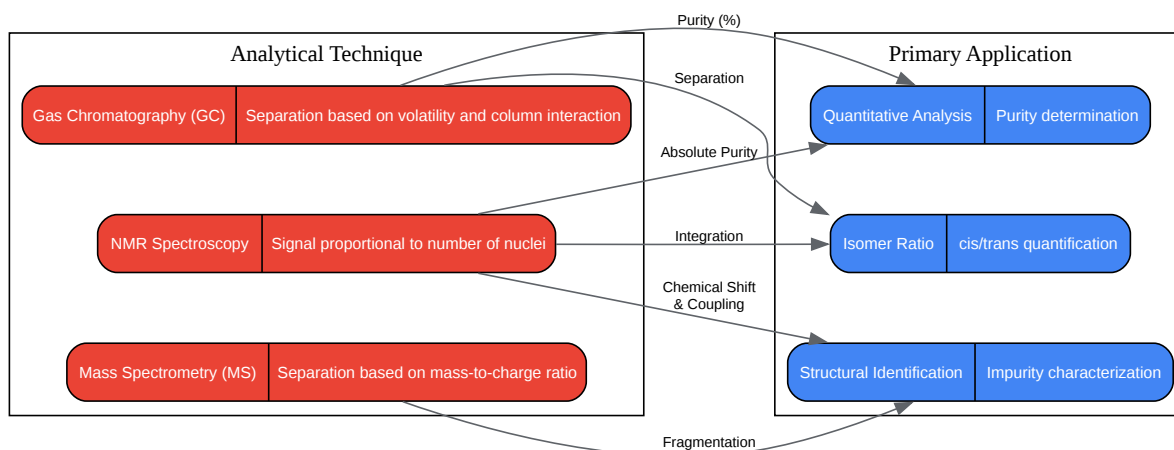 Purity (%)
Analytical Technique
Primary Application
Separation
Gas Chromatography (GC)
Separation based on volatility and column interaction
Quantitative Analysis
Purity determination
Absolute Purity
NMR Spectroscopy
Signal proportional to number of nuclei
Integration
Isomer Ratio
cis/trans quantification
Chemical Shift
& Coupling
Mass Spectrometry (MS)
Separation based on mass-to-charge ratio
Structural Identification
Impurity characterization
Fragmentation